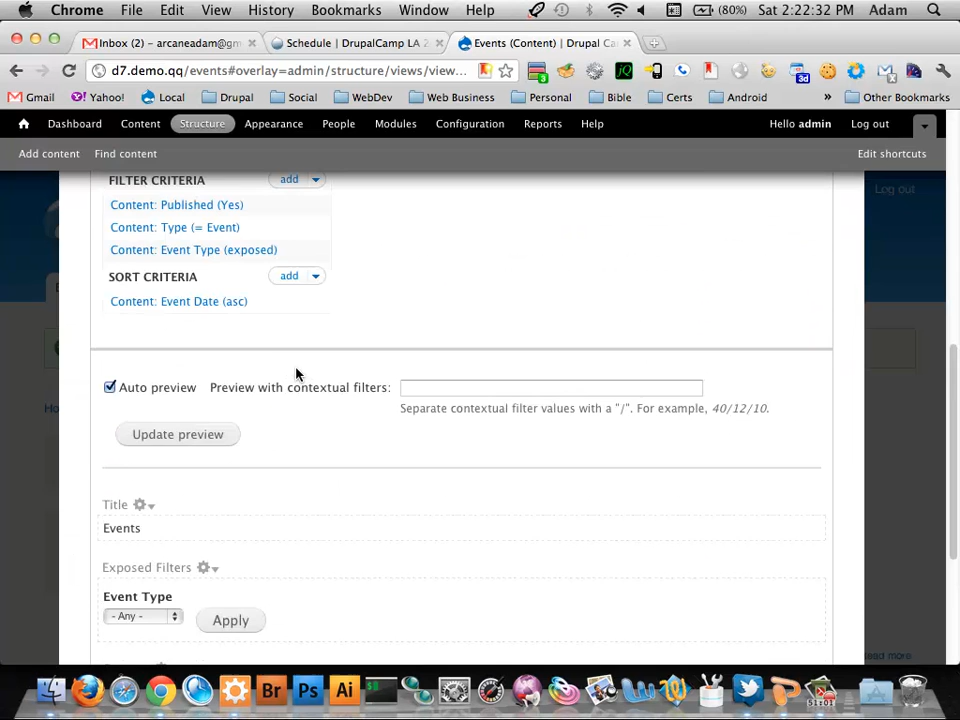 Chrome File Edit View History Bookmarks Window Help (80%) Sat 2:22:32 PM Adam
Inbox (2) - arcaneadam@gm Schedule | DrupalCamp LA 2 Events (Content) | Drupal Ca
d7.demo.qq/events#overlay=admin/structure/views/view...
Gmail Yahoo! Local Drupal Social WebDev Web Business Personal Bible Certs Android » Other Bookmarks
Dashboard Content Structure Appearance People Modules Configuration Reports Help Hello admin Log out
Add content Find content Edit shortcuts
Log out
FILTER CRITERIA add
Content: Published (Yes)
Content: Type (= Event)
Content: Event Type (exposed)
SORT CRITERIA add
Content: Event Date (asc)
Auto preview Preview with contextual filters:
Separate contextual filter values with a "/". For example, 40/12/10.
Update preview
Title
Events
Exposed Filters
Event Type
- Any - Apply
Read more
51:01